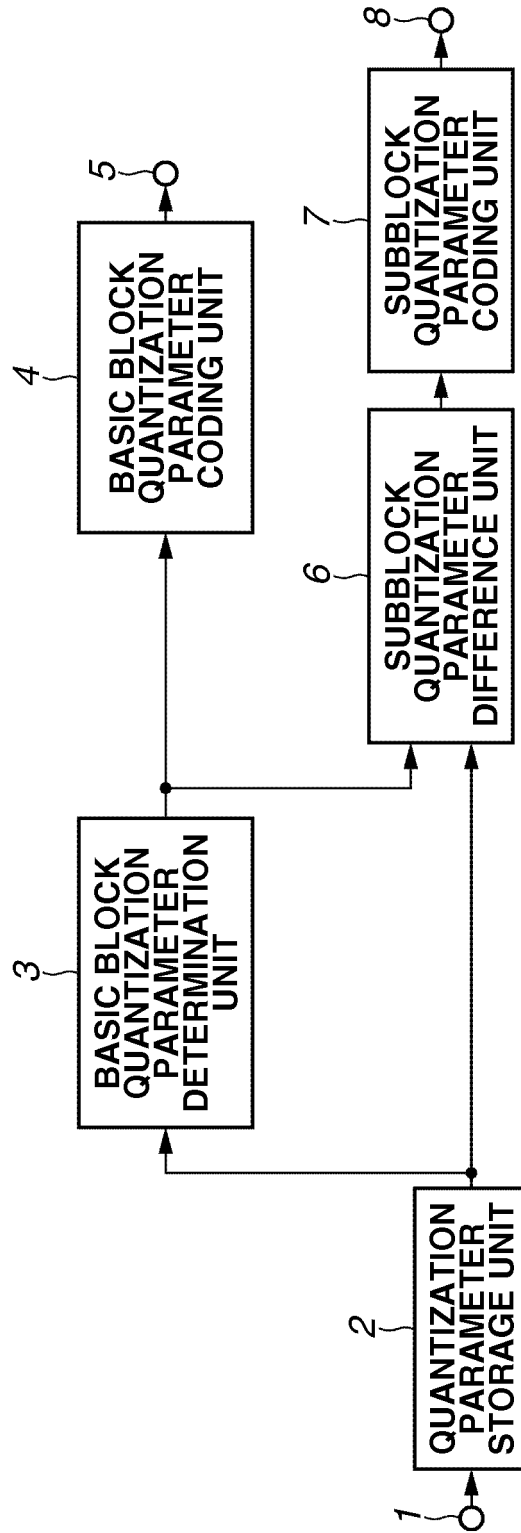 1
2
QUANTIZATION
PARAMETER
STORAGE UNIT
3
BASIC BLOCK
QUANTIZATION
PARAMETER
DETERMINATION
UNIT
4
BASIC BLOCK
QUANTIZATION
PARAMETER
CODING UNIT
5
6
SUBBLOCK
QUANTIZATION
PARAMETER
DIFFERENCE UNIT
7
SUBBLOCK
QUANTIZATION
PARAMETER
CODING UNIT
8